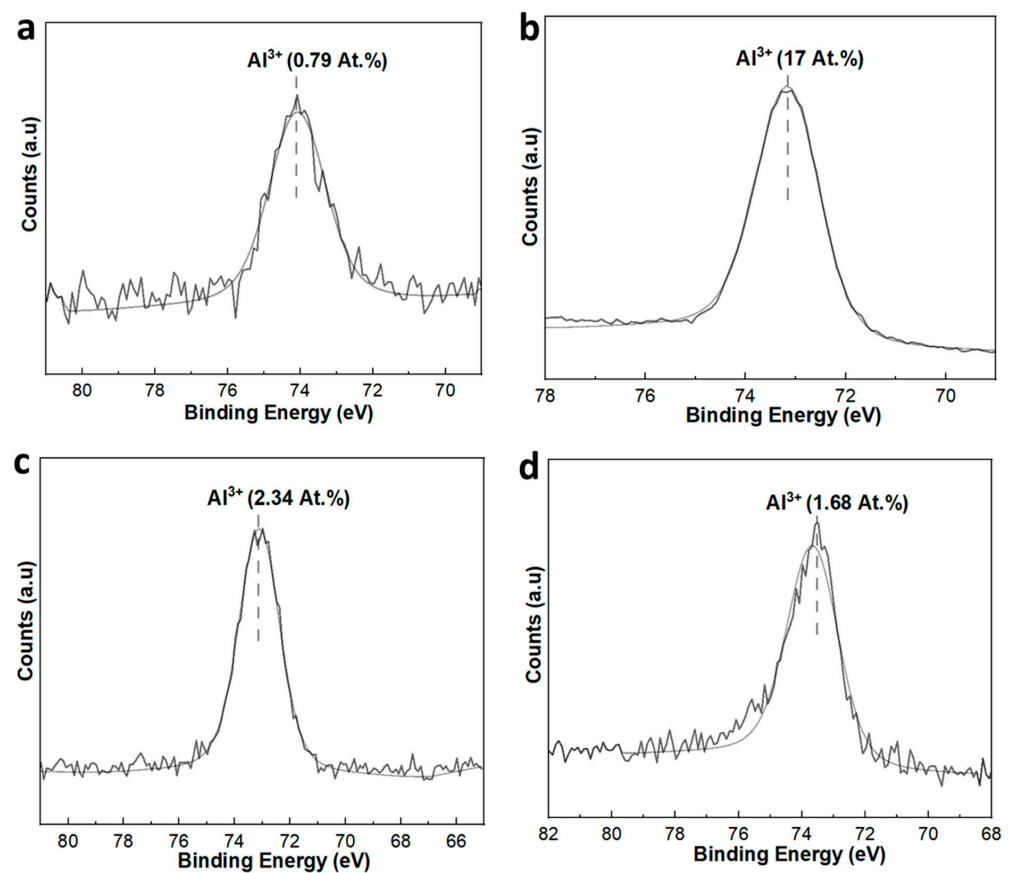 a
Al³⁺ (0.79 At.%)
Counts (a.u)
80 78 76 74 72 70
Binding Energy (eV)
b
Al³⁺ (17 At.%)
Counts (a.u)
78 76 74 72 70
Binding Energy (eV)
c
Al³⁺ (2.34 At.%)
Counts (a.u)
80 78 76 74 72 70 68 66
Binding Energy (eV)
d
Al³⁺ (1.68 At.%)
Counts (a.u)
82 80 78 76 74 72 70 68
Binding Energy (eV)